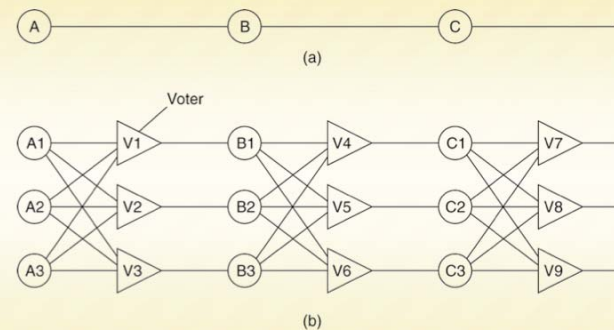 A B C
(a)
Voter
A1 V1 B1 V4 C1 V7
A2 V2 B2 V5 C2 V8
A3 V3 B3 V6 C3 V9
(b)